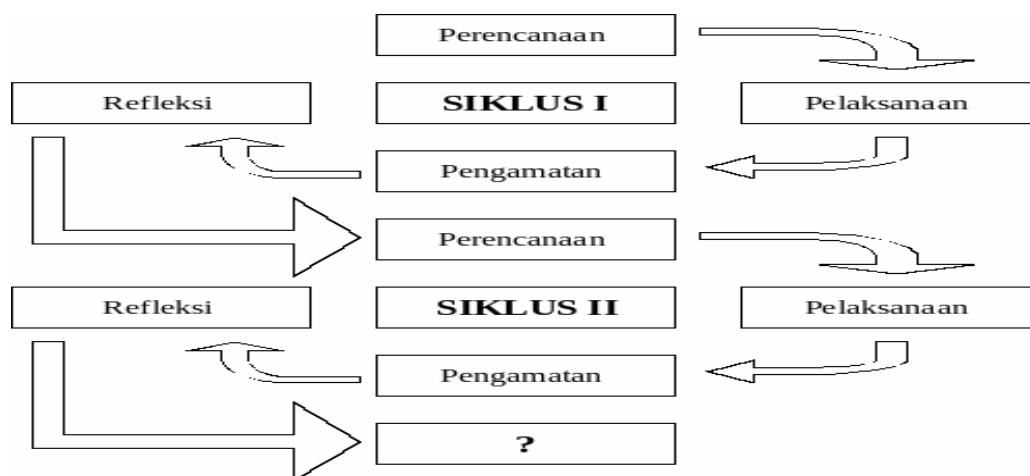 Perencanaan
Refleksi
SIKLUS I
Pelaksanaan
Pengamatan
Perencanaan
Refleksi
SIKLUS II
Pelaksanaan
Pengamatan
?